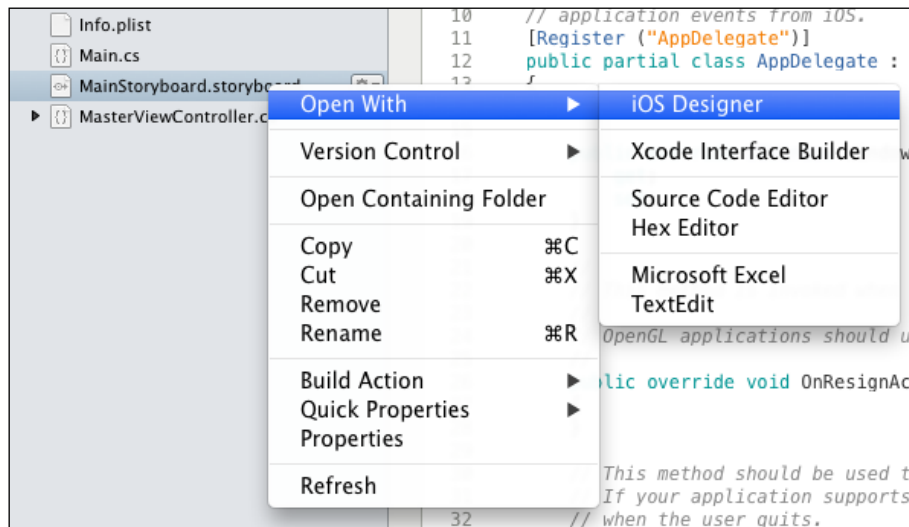 Info.plist
Main.cs
MainStoryboard.storyboard
MasterViewController.c
10 // application events from iOS.
11 [Register ("AppDelegate")]
12 public partial class AppDelegate :
13 {
Open With
Version Control
Open Containing Folder
Copy ⌘C
Cut ⌘X
Remove
Rename ⌘R
Build Action
Quick Properties
Properties
Refresh
iOS Designer
Xcode Interface Builder
Source Code Editor
Hex Editor
Microsoft Excel
TextEdit
OpenGL applications should u
lic override void OnResignAc
// This method should be used t
// If your application supports
32 // when the user quits.